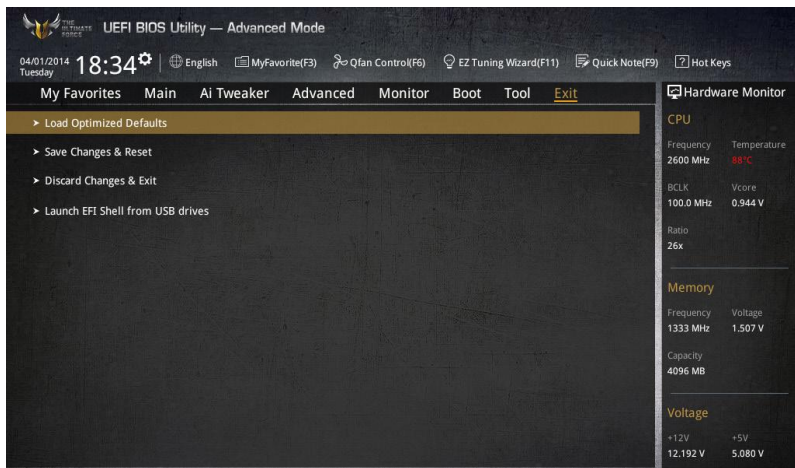 THE
ULTIMATE
FORCE
UEFI BIOS Utility — Advanced Mode
04/01/2014
Tuesday
18:34
English
MyFavorite(F3)
Qfan Control(F6)
EZ Tuning Wizard(F11)
Quick Note(F9)
? Hot Keys
My Favorites Main Ai Tweaker Advanced Monitor Boot Tool Exit
➤ Load Optimized Defaults
➤ Save Changes & Reset
➤ Discard Changes & Exit
➤ Launch EFI Shell from USB drives
Hardware Monitor
CPU
Frequency Temperature
2600 MHz 88°C
BCLK Vcore
100.0 MHz 0.944 V
Ratio
26x
Memory
Frequency Voltage
1333 MHz 1.507 V
Capacity
4096 MB
Voltage
+12V +5V
12.192 V 5.080 V